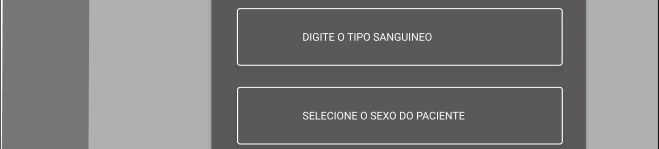 DIGITE O TIPO SANGUINEO
SELECIONE O SEXO DO PACIENTE